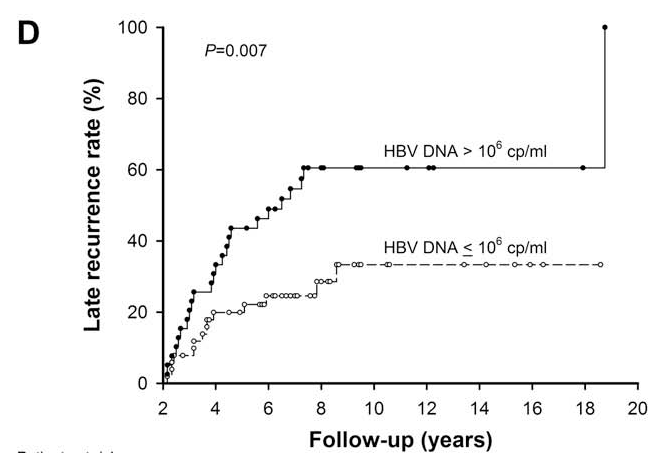 D
P=0.007
Late recurrence rate (%)
100
80
60
40
20
0
HBV DNA > 10⁶ cp/ml
HBV DNA ≤ 10⁶ cp/ml
2 4 6 8 10 12 14 16 18 20
Follow-up (years)